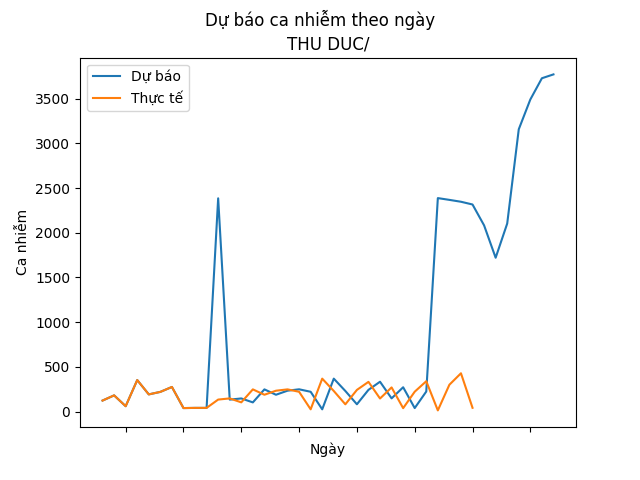 Dự báo ca nhiễm theo ngày
THU DUC/
Dự báo
Thực tế
3500
3000
2500
2000
1500
1000
500
0
Ca nhiễm
Ngày